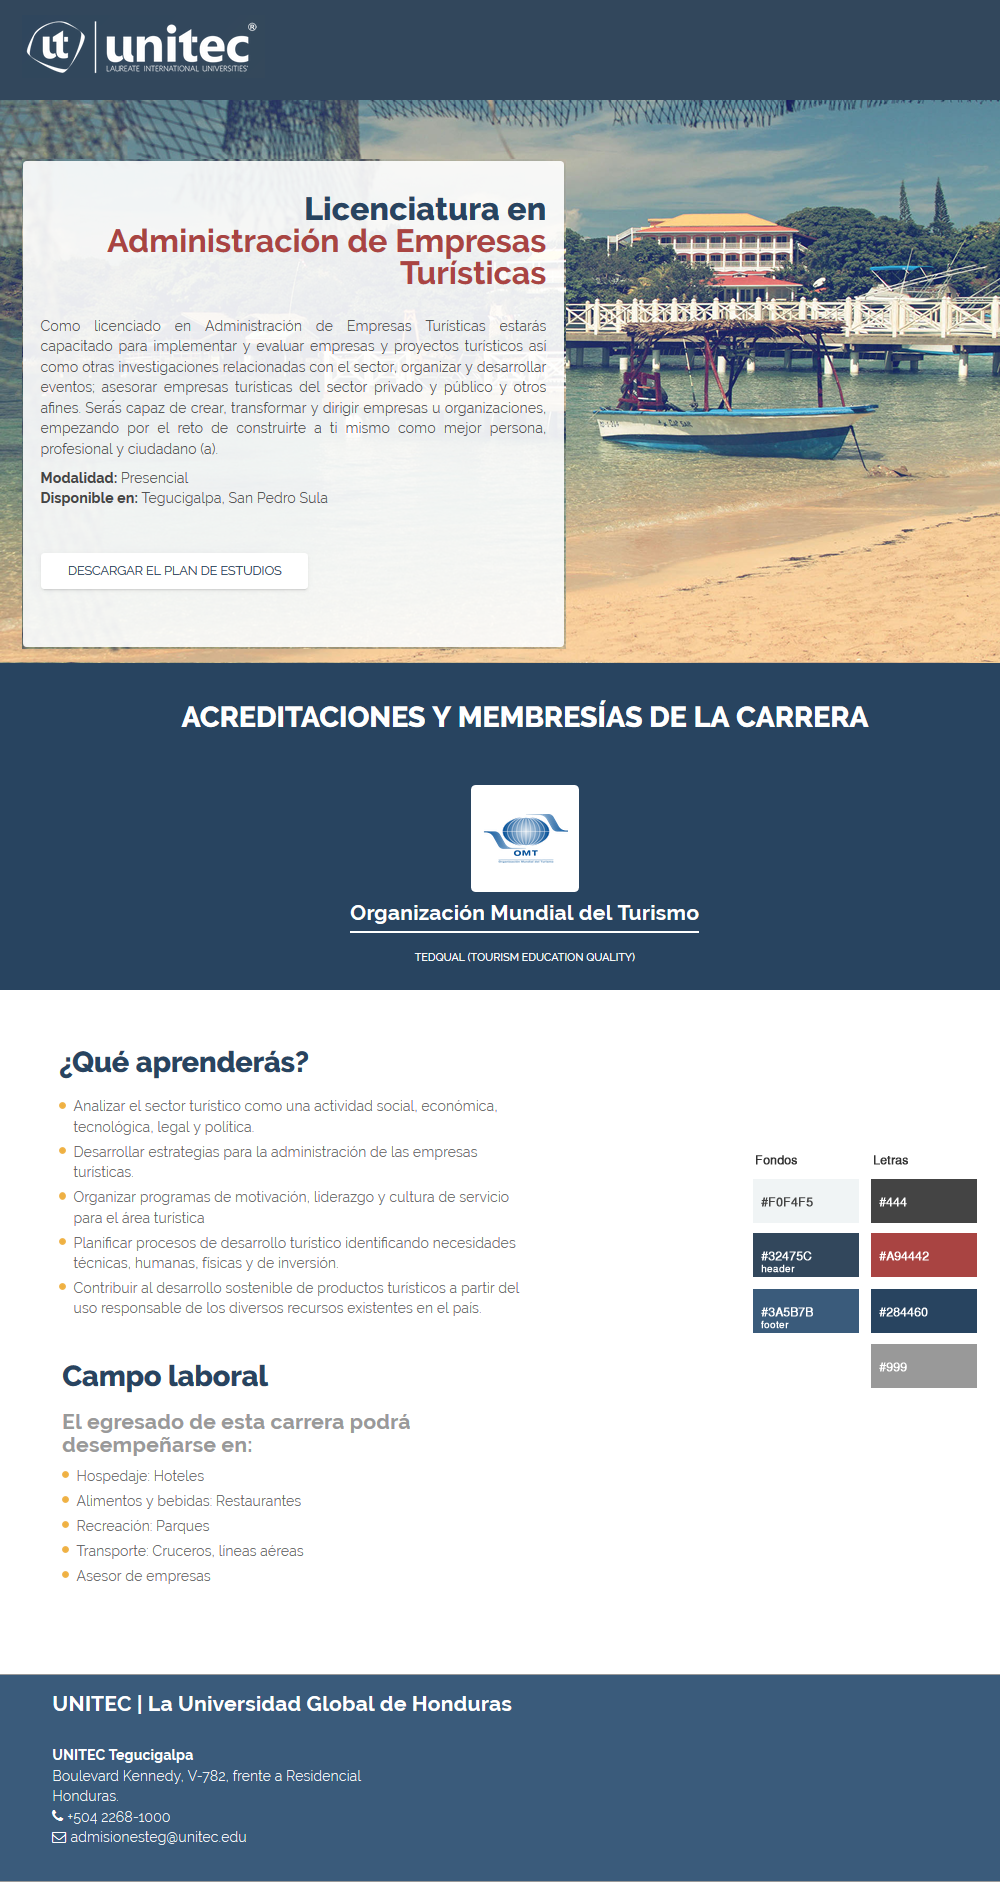 ut unitec®
LAUREATE INTERNATIONAL UNIVERSITIES®
Licenciatura en
Administración de Empresas
Turísticas
Como licenciado en Administración de Empresas Turísticas estarás
capacitado para implementar y evaluar empresas y proyectos turísticos así
como otras investigaciones relacionadas con el sector, organizar y desarrollar
eventos; asesorar empresas turísticas del sector privado y público y otros
afines. Serás capaz de crear, transformar y dirigir empresas u organizaciones,
empezando por el reto de construirte a ti mismo como mejor persona,
profesional y ciudadano (a).
Modalidad: Presencial
Disponible en: Tegucigalpa, San Pedro Sula
DESCARGAR EL PLAN DE ESTUDIOS
ACREDITACIONES Y MEMBRESÍAS DE LA CARRERA
OMT
Organización Mundial del Turismo
Organización Mundial del Turismo
TEDQUAL (TOURISM EDUCATION QUALITY)
¿Qué aprenderás?
Analizar el sector turístico como una actividad social, económica,
tecnológica, legal y política.
Desarrollar estrategias para la administración de las empresas
turísticas.
Organizar programas de motivación, liderazgo y cultura de servicio
para el área turística
Planificar procesos de desarrollo turístico identificando necesidades
técnicas, humanas, físicas y de inversión.
Contribuir al desarrollo sostenible de productos turísticos a partir del
uso responsable de los diversos recursos existentes en el país.
Fondos Letras
#F0F4F5 #444
#32475C #A94442
header
#3A5B7B #284460
footer
#999
Campo laboral
El egresado de esta carrera podrá
desempeñarse en:
Hospedaje: Hoteles
Alimentos y bebidas: Restaurantes
Recreación: Parques
Transporte: Cruceros, líneas aéreas
Asesor de empresas
UNITEC | La Universidad Global de Honduras
UNITEC Tegucigalpa
Boulevard Kennedy, V-782, frente a Residencial
Honduras.
+504 2268-1000
admisionesteg@unitec.edu